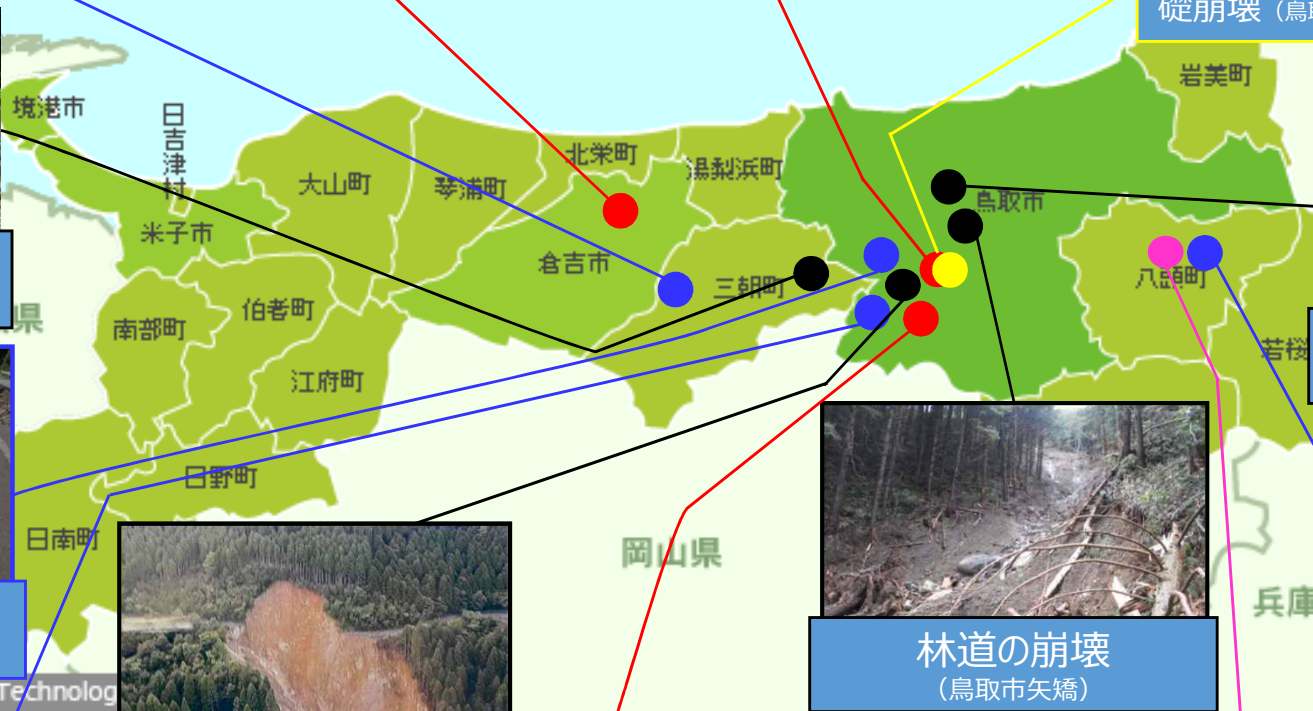 礎崩壊（鳥取
岩美町
境港市
日吉津村
大山町
琴浦町
北栄町
湯梨浜町
鳥取市
米子市
倉吉市
三朝町
八頭町
伯耆町
南部町
県
江府町
若桜
日野町
日南町
岡山県
兵庫
林道の崩壊
（鳥取市矢矯）
Technolog